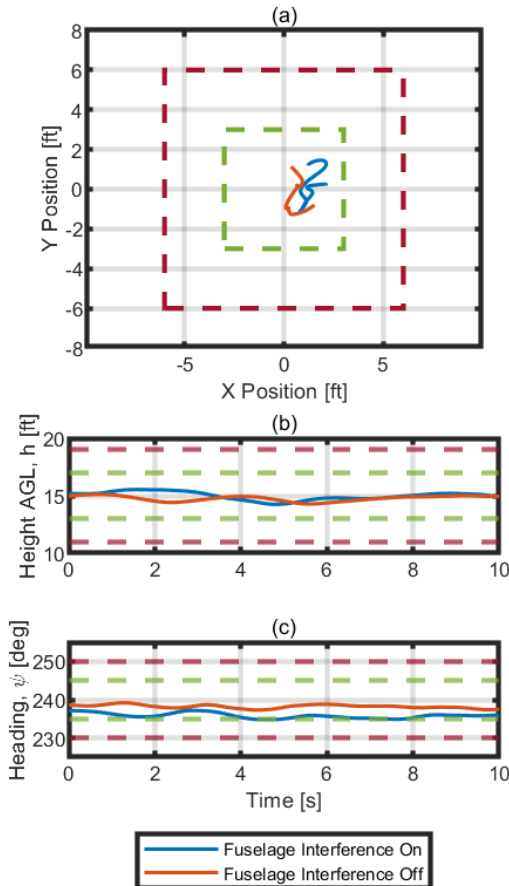 (a)
8
6
4
2
0
-2
-4
-6
-8
Y Position [ft]
-5 0 5
X Position [ft]
(b)
20
15
10
Height AGL, h [ft]
0 2 4 6 8 10
(c)
250
240
230
Heading, ψ [deg]
0 2 4 6 8 10
Time [s]
Fuselage Interference On
Fuselage Interference Off